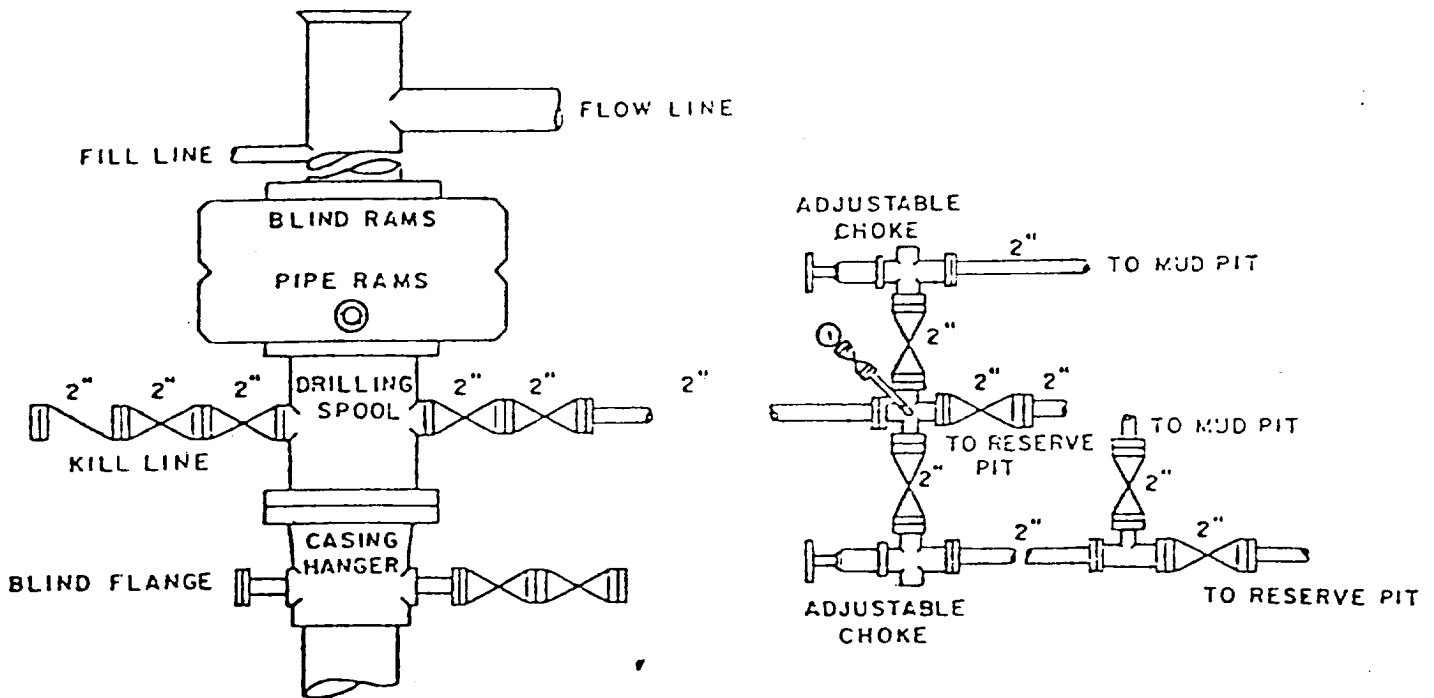 FLOW LINE
FILL LINE
BLIND RAMS
PIPE RAMS
2" 2" 2"
DRILLING
SPOOL
2" 2" 2"
KILL LINE
CASING
HANGER
BLIND FLANGE
ADJUSTABLE
CHOKE
2"
TO MUD PIT
2"
2" 2"
TO RESERVE
PIT
TO MUD PIT
2"
2"
2"
2"
TO RESERVE PIT
ADJUSTABLE
CHOKE